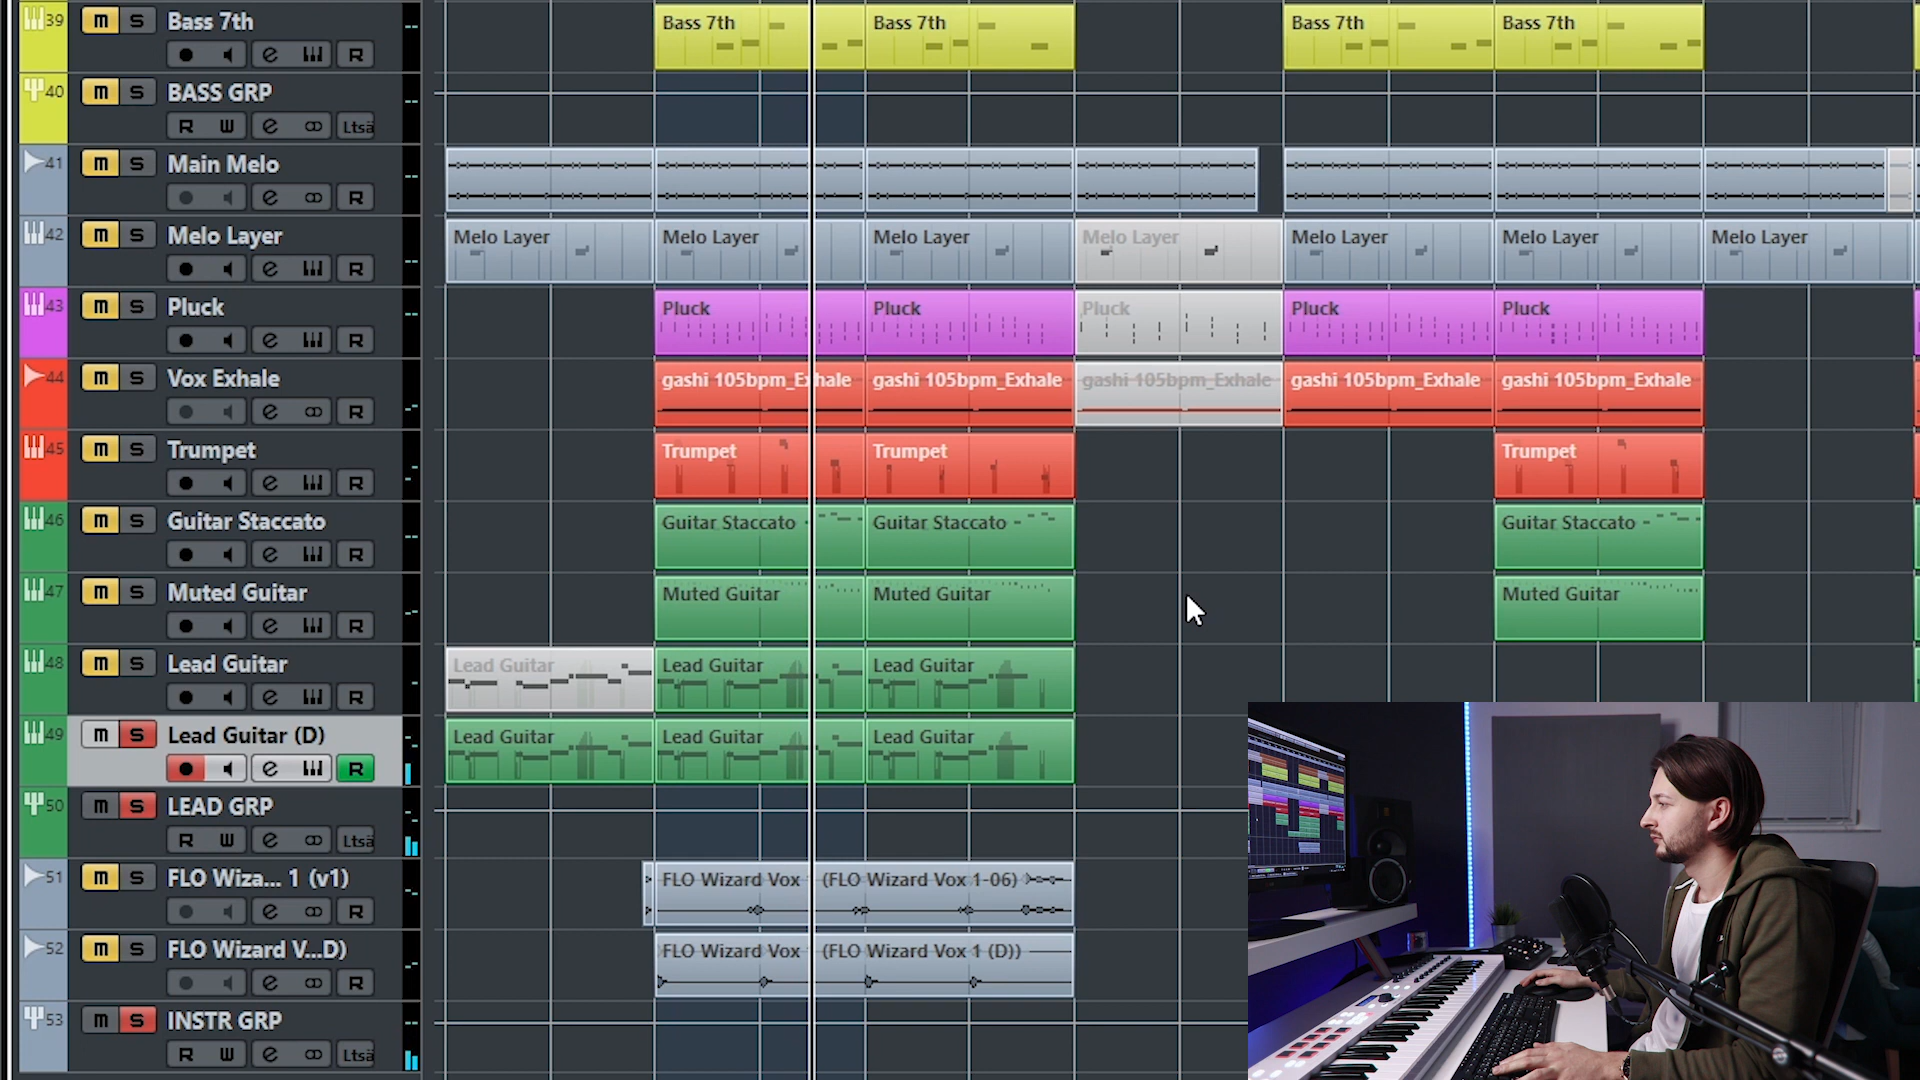 39 m S Bass 7th Bass 7th Bass 7th Bass 7th Bass 7th
e R
40 m S BASS GRP
R W e Ltsä
41 m S Main Melo
e R
42 m S Melo Layer Melo Layer Melo Layer Melo Layer Melo Layer Melo Layer Melo Layer Melo Layer
e R
43 m S Pluck Pluck Pluck Pluck Pluck Pluck
e R
44 m S Vox Exhale gashi 105bpm_Exhale gashi 105bpm_Exhale gashi 105bpm_Exhale gashi 105bpm_Exhale gashi 105bpm_Exhale
e R
45 m S Trumpet Trumpet Trumpet Trumpet
e R
46 m S Guitar Staccato Guitar Staccato Guitar Staccato Guitar Staccato
e R
47 m S Muted Guitar Muted Guitar Muted Guitar Muted Guitar
e R
48 m S Lead Guitar Lead Guitar Lead Guitar Lead Guitar
e R
49 m S Lead Guitar (D) Lead Guitar Lead Guitar Lead Guitar
e R
50 m S LEAD GRP
R W e Ltsä
51 m S FLO Wiza... 1 (v1) FLO Wizard Vox (FLO Wizard Vox 1-06)
e R
52 m S FLO Wizard V...D) FLO Wizard Vox (FLO Wizard Vox 1 (D))
e R
53 m S INSTR GRP
R W e Ltsä